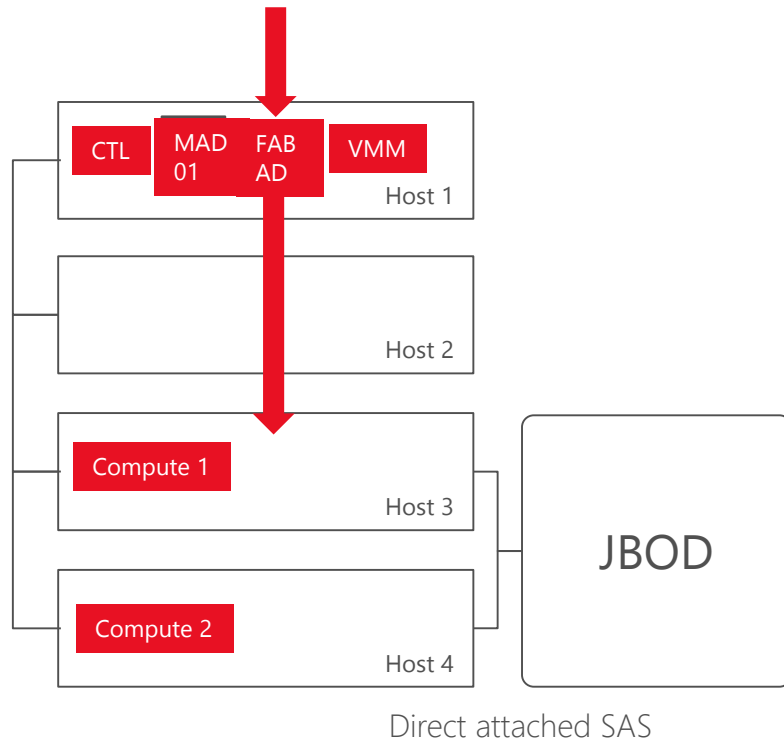 CTL
MAD
01
FAB
AD
VMM
Host 1
Host 2
Compute 1
Host 3
JBOD
Compute 2
Host 4
Direct attached SAS